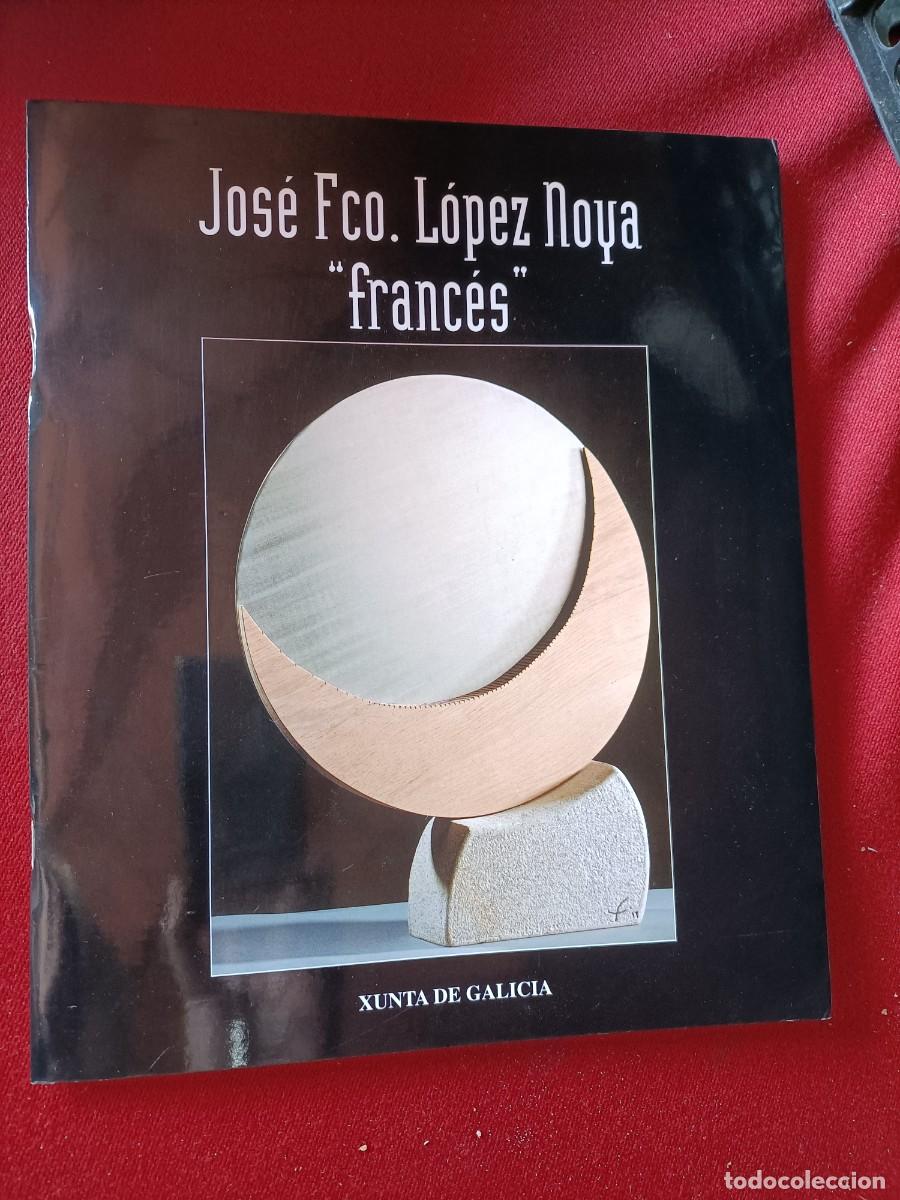 José Fco. López Noya
"francés"
XUNTA DE GALICIA
todocoleccion